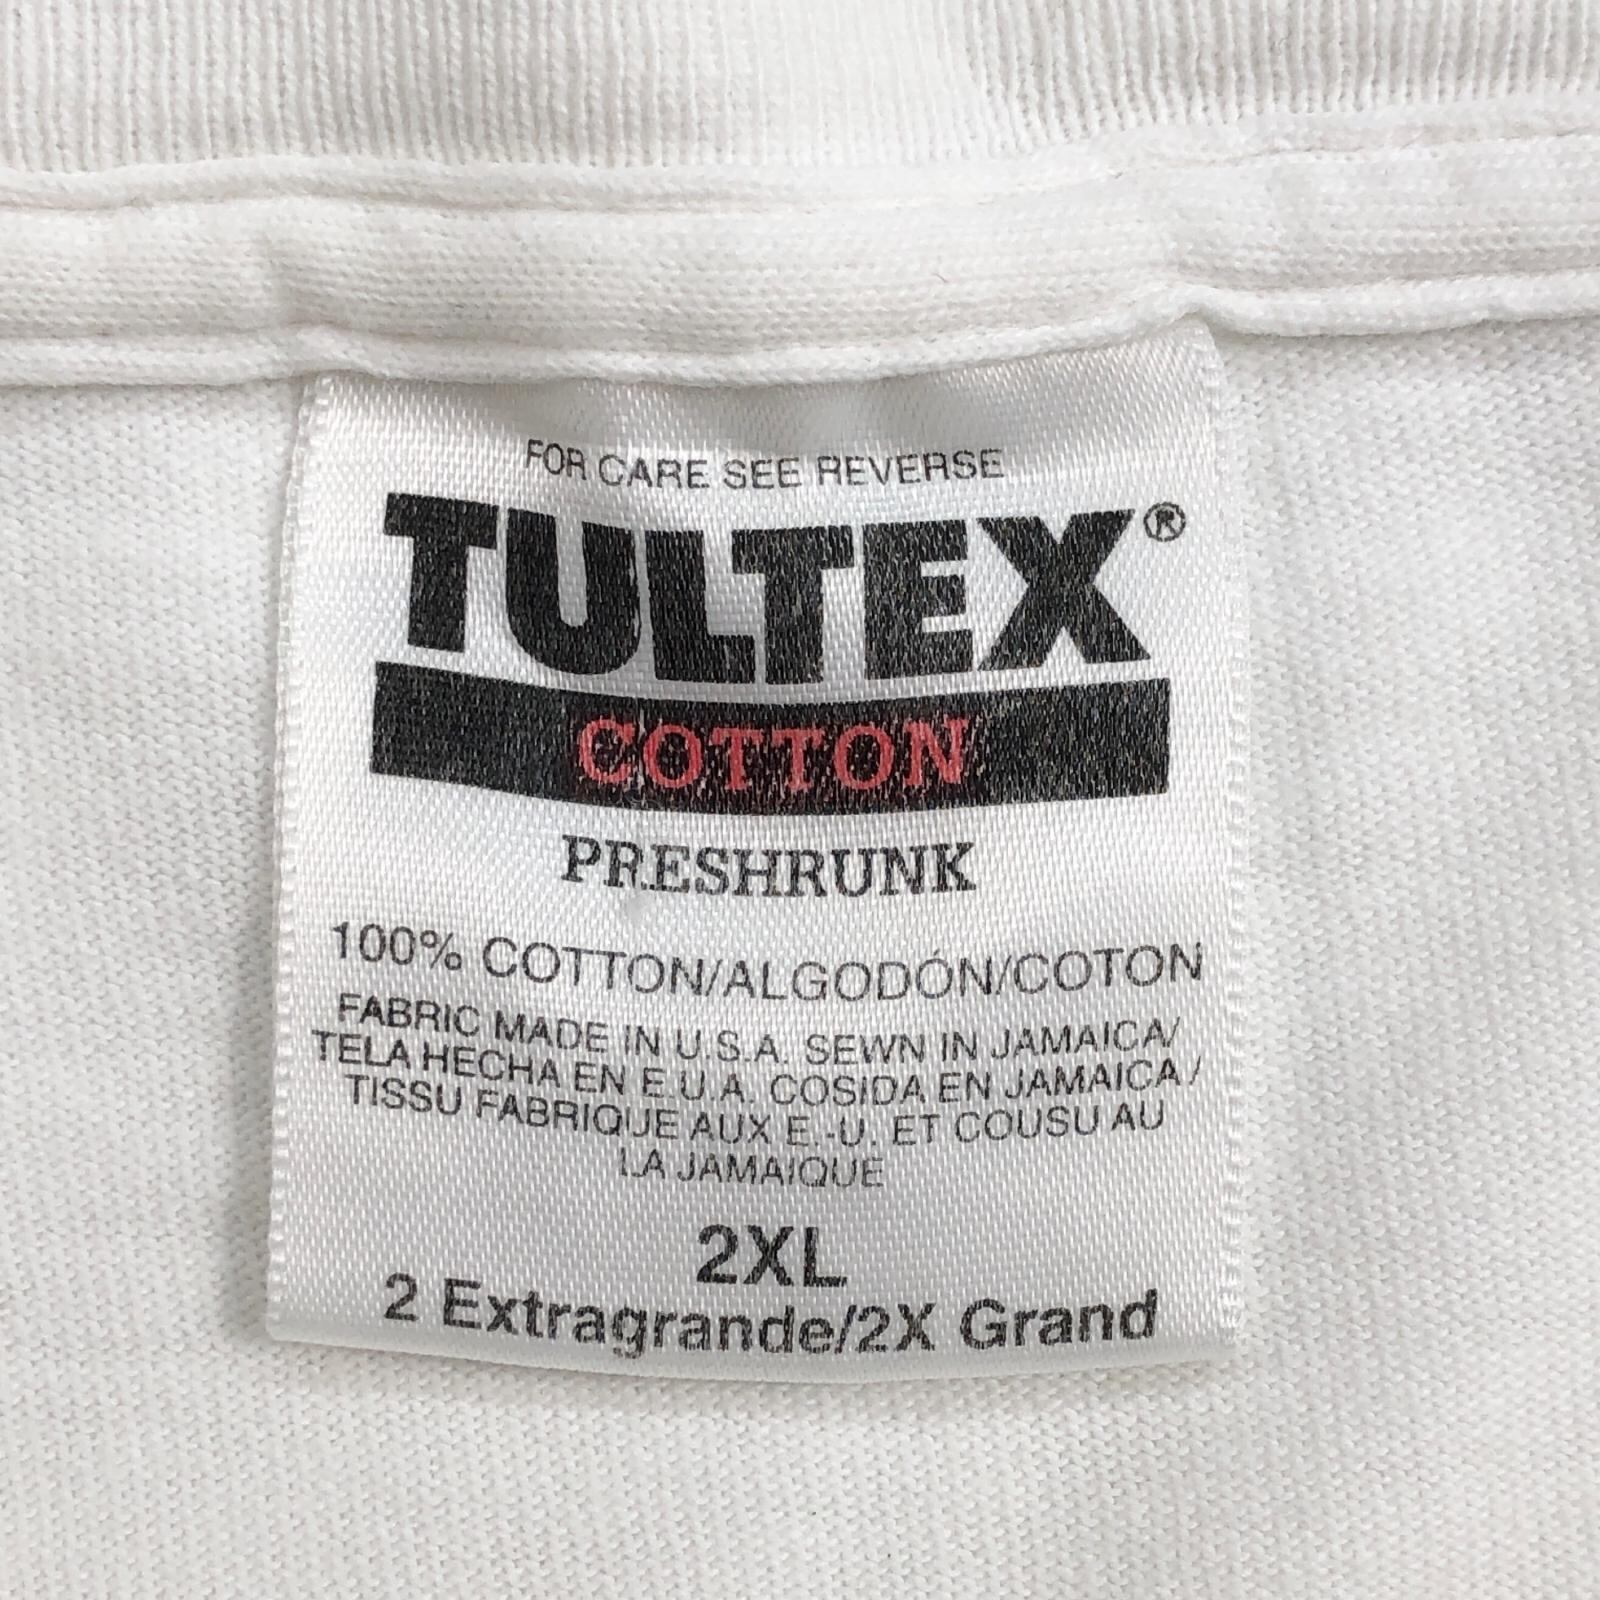 FOR CARE SEE REVERSE
TULTEX®
COTTON
PRESHRUNK
100% COTTON/ALGODÓN/COTON
FABRIC MADE IN U.S.A. SEWN IN JAMAICA/
TELA HECHA EN E.U.A. COSIDA EN JAMAICA/
TISSU FABRIQUE AUX E.-U. ET COUSU AU
LA JAMAIQUE
2XL
2 Extragrande/2X Grand